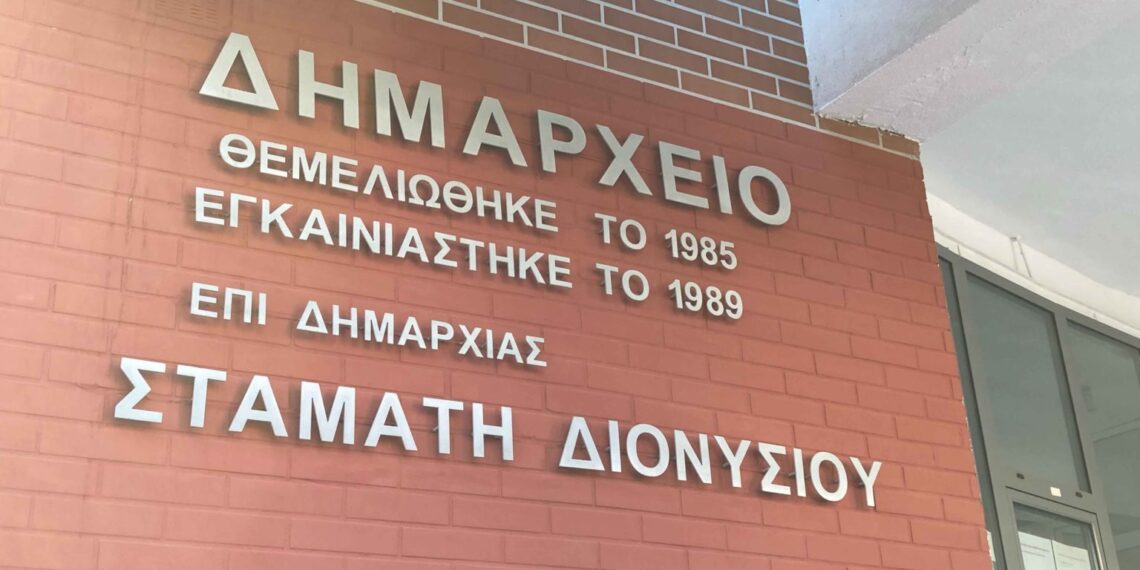 ΔΗΜΑΡΧΕΙΟ
ΘΕΜΕΛΙΩΘΗΚΕ ΤΟ 1985
ΕΓΚΑΙΝΙΑΣΤΗΚΕ ΤΟ 1989
ΕΠΙ ΔΗΜΑΡΧΙΑΣ
ΣΤΑΜΑΤΗ ΔΙΟΝΥΣΙΟΥ